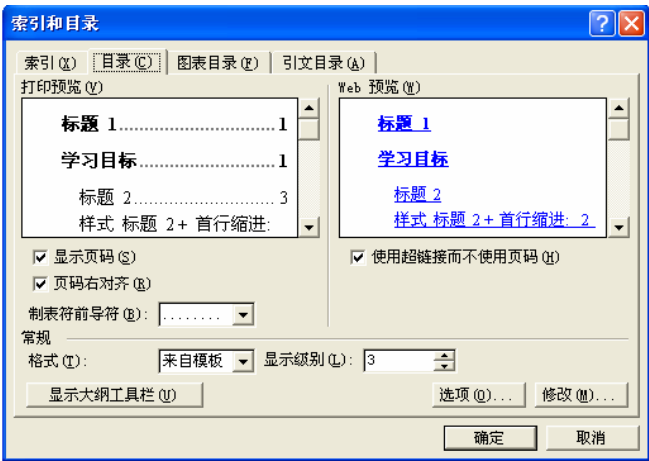 索引和目录
索引(X) 目录(C) 图表目录(F) 引文目录(A)
打印预览(V)
标题 1..............................1
学习目标..........................1
标题 2.......................... 3
样式 标题 2+ 首行缩进:
Web 预览(W)
标题 1
学习目标
标题 2
样式 标题 2+ 首行缩进: 2
显示页码(S)
页码右对齐(R)
使用超链接而不使用页码(H)
制表符前导符(B): ........
常规
格式(T): 来自模板 显示级别(L): 3
显示大纲工具栏(U) 选项(O)... 修改(M)...
确定 取消